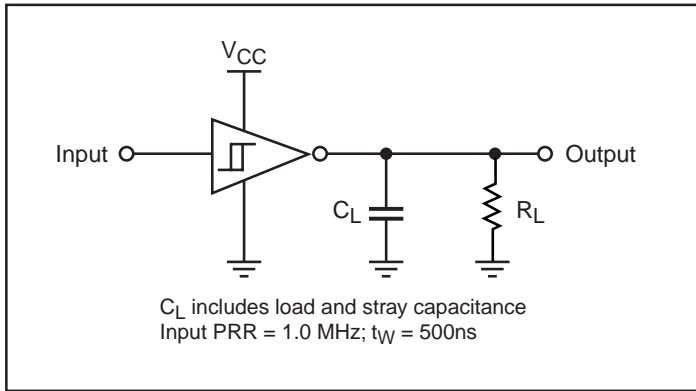 VCC
Input
Output
CL
RL
CL includes load and stray capacitance
Input PRR = 1.0 MHz; tW = 500ns